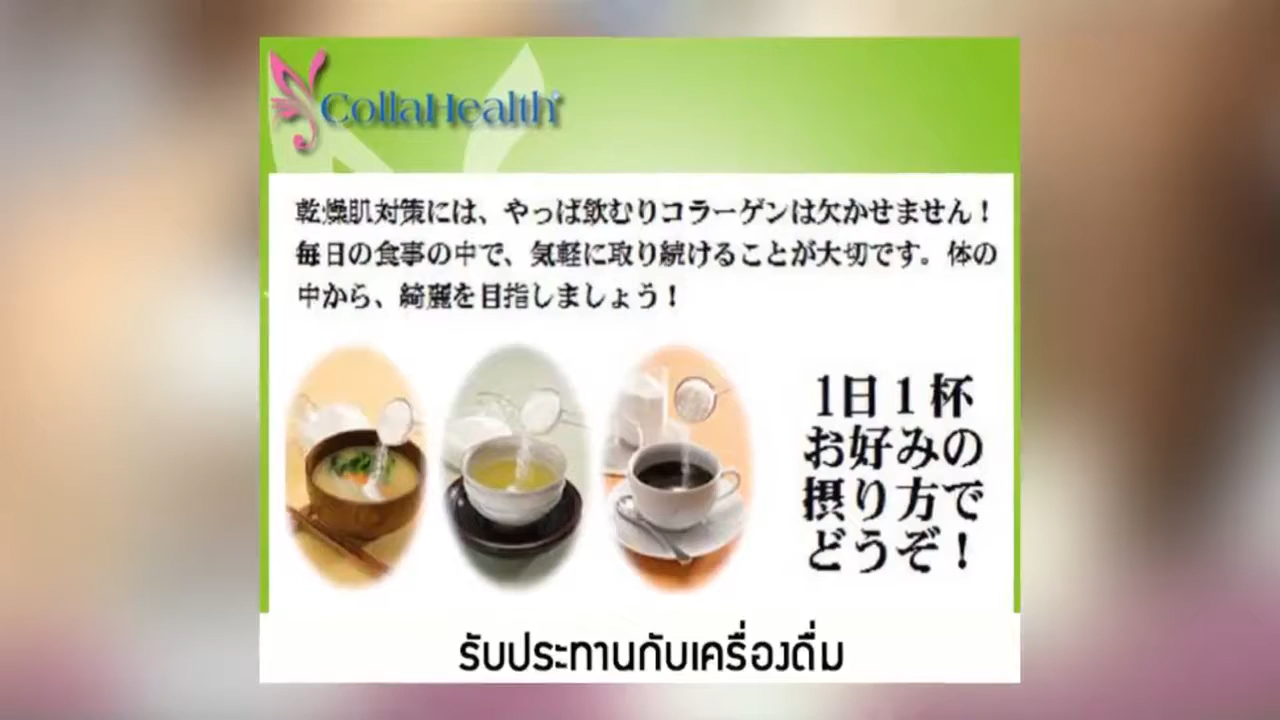 CollaHealth
乾燥肌対策には、やっぱ飲むりコラーゲンは欠かせません！
毎日の食事の中で、気軽に取り続けることが大切です。体の
中から、綺麗を目指しましょう！
1日１杯
お好みの
摂り方で
どうぞ！
รับประทานกับเครื่องดื่ม